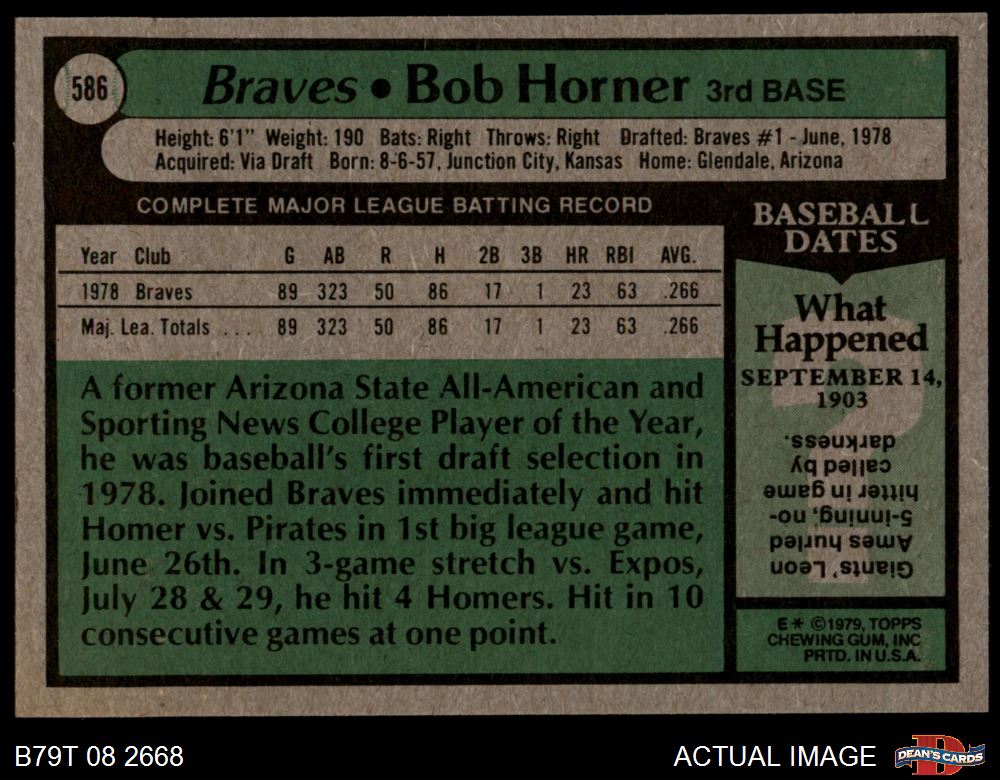 586
Braves • Bob Horner 3rd BASE
Height: 6'1" Weight: 190 Bats: Right Throws: Right Drafted: Braves #1 - June, 1978
Acquired: Via Draft Born: 8-6-57, Junction City, Kansas Home: Glendale, Arizona
COMPLETE MAJOR LEAGUE BATTING RECORD
Year Club G AB R H 2B 3B HR RBI AVG.
1978 Braves 89 323 50 86 17 1 23 63 .266
Maj. Lea. Totals . . . 89 323 50 86 17 1 23 63 .266
A former Arizona State All-American and
Sporting News College Player of the Year,
he was baseball's first draft selection in
1978. Joined Braves immediately and hit
Homer vs. Pirates in 1st big league game,
June 26th. In 3-game stretch vs. Expos,
July 28 & 29, he hit 4 Homers. Hit in 10
consecutive games at one point.
BASEBALL
DATES
What
Happened
SEPTEMBER 14,
1903
Giants' Leon
Ames hurled
5-inning, no-
hitter in game
called by
darkness.
E* ©1979, TOPPS
CHEWING GUM, INC
PRTD. IN U.S.A.
B79T 08 2668
ACTUAL IMAGE
DEAN'S CARDS